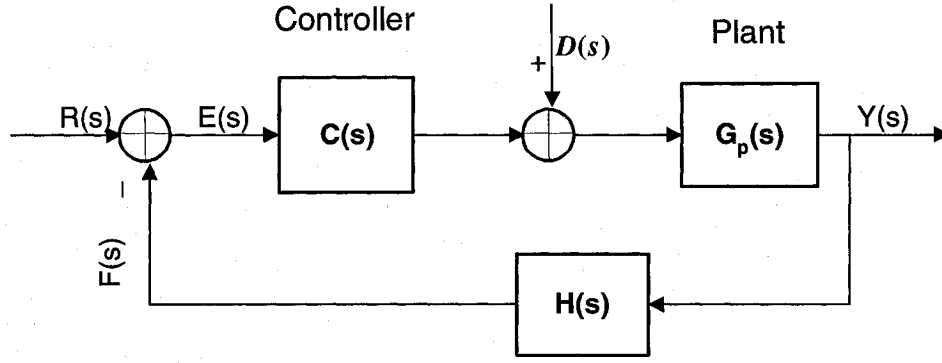 Controller
D(s)
Plant
+
R(s)
E(s)
C(s)
G_p(s)
Y(s)
–
F(s)
H(s)